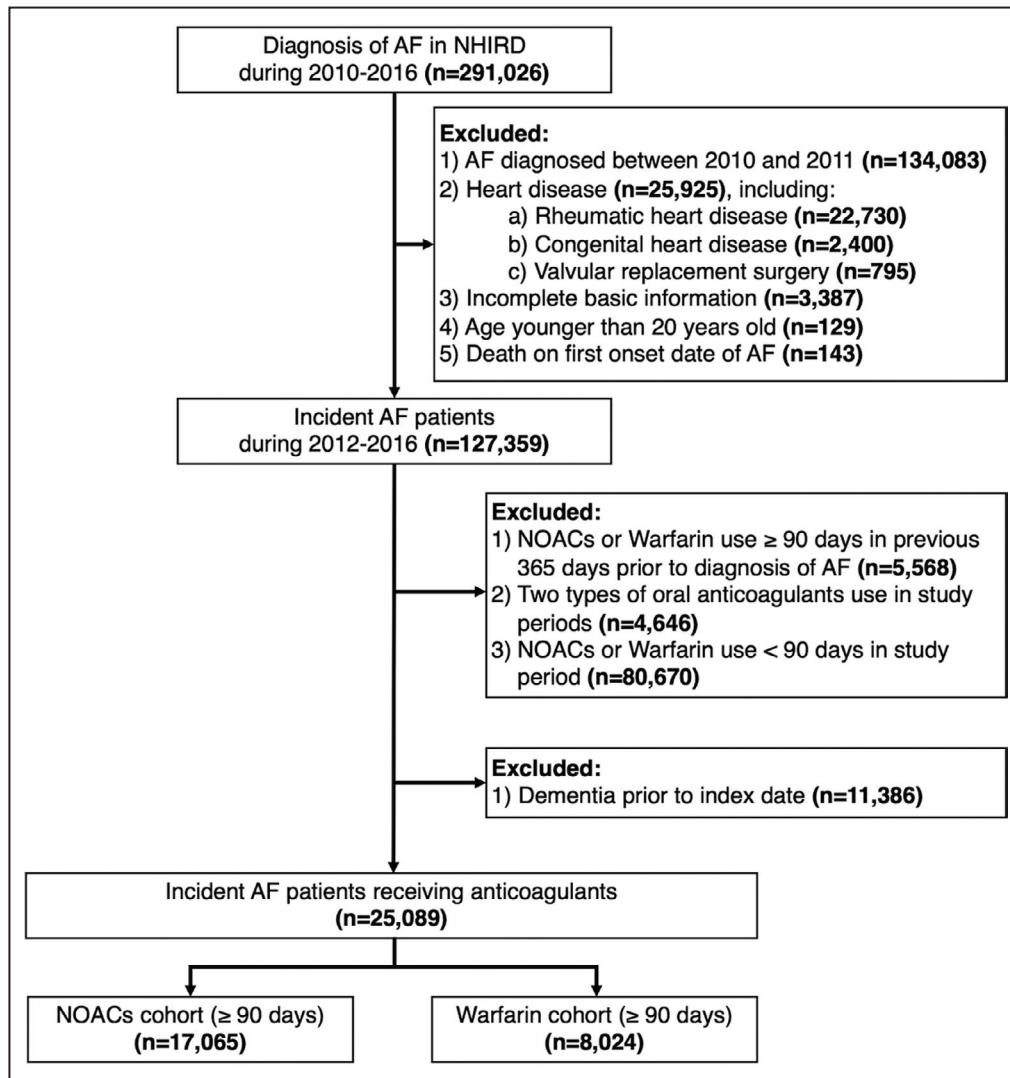 Diagnosis of AF in NHIRD
during 2010-2016 (n=291,026)
Excluded:
1) AF diagnosed between 2010 and 2011 (n=134,083)
2) Heart disease (n=25,925), including:
a) Rheumatic heart disease (n=22,730)
b) Congenital heart disease (n=2,400)
c) Valvular replacement surgery (n=795)
3) Incomplete basic information (n=3,387)
4) Age younger than 20 years old (n=129)
5) Death on first onset date of AF (n=143)
Incident AF patients
during 2012-2016 (n=127,359)
Excluded:
1) NOACs or Warfarin use ≥ 90 days in previous
365 days prior to diagnosis of AF (n=5,568)
2) Two types of oral anticoagulants use in study
periods (n=4,646)
3) NOACs or Warfarin use < 90 days in study
period (n=80,670)
Excluded:
1) Dementia prior to index date (n=11,386)
Incident AF patients receiving anticoagulants
(n=25,089)
NOACs cohort (≥ 90 days)
(n=17,065)
Warfarin cohort (≥ 90 days)
(n=8,024)